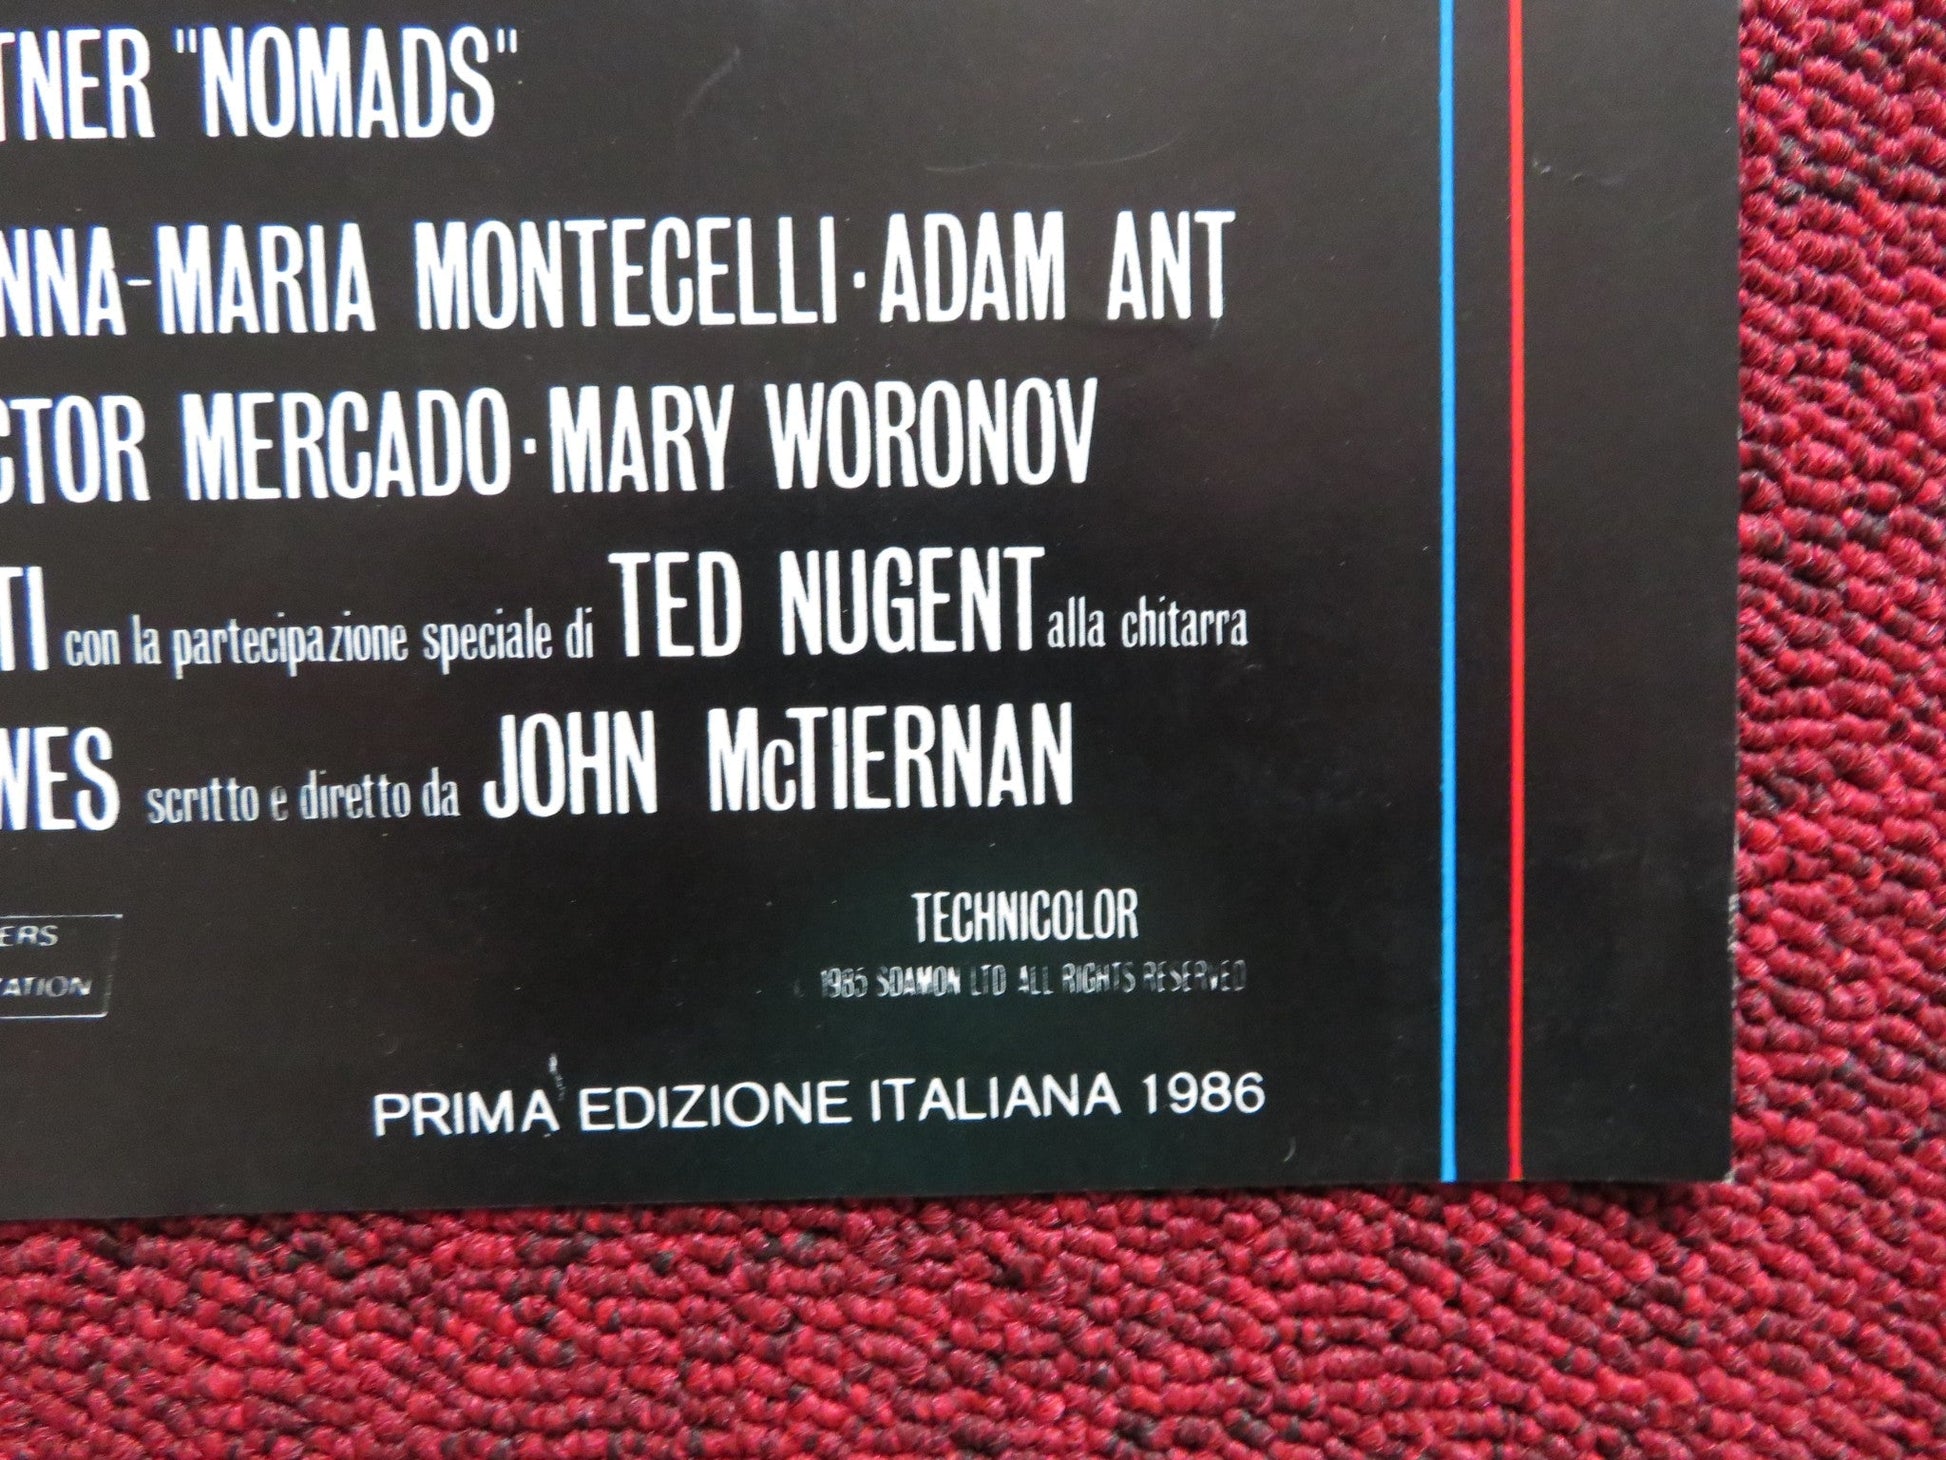 TNER "NOMADS"
NNA-MARIA MONTECELLI · ADAM ANT
CTOR MERCADO · MARY WORONOV
TI con la partecipazione speciale di TED NUGENT alla chitarra
WES scritto e diretto da JOHN McTIERNAN
ERS
TATION
TECHNICOLOR
1985 SDAMON LTD ALL RIGHTS RESERVED
PRIMA EDIZIONE ITALIANA 1986